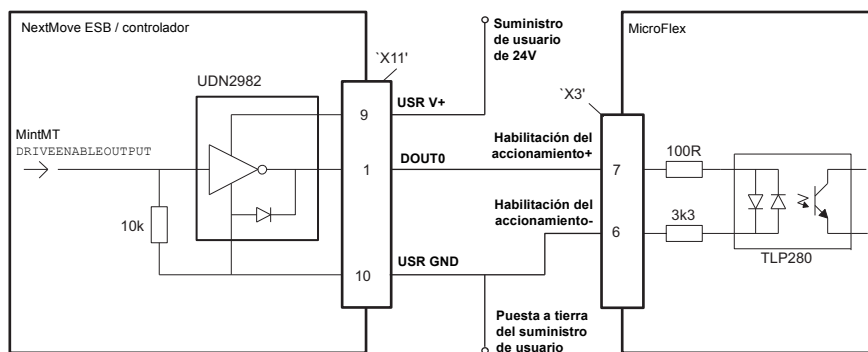 NextMove ESB / controlador
Suministro
de usuario
de 24V
MicroFlex
`X11'
UDN2982
`X3'
9
USR V+
MintMT
DRIVEENABLEOUTPUT
Habilitación del
accionamiento+
1
DOUT0
7
100R
Habilitación del
accionamiento-
10k
6
3k3
TLP280
10
USR GND
Puesta a tierra
del suministro
de usuario